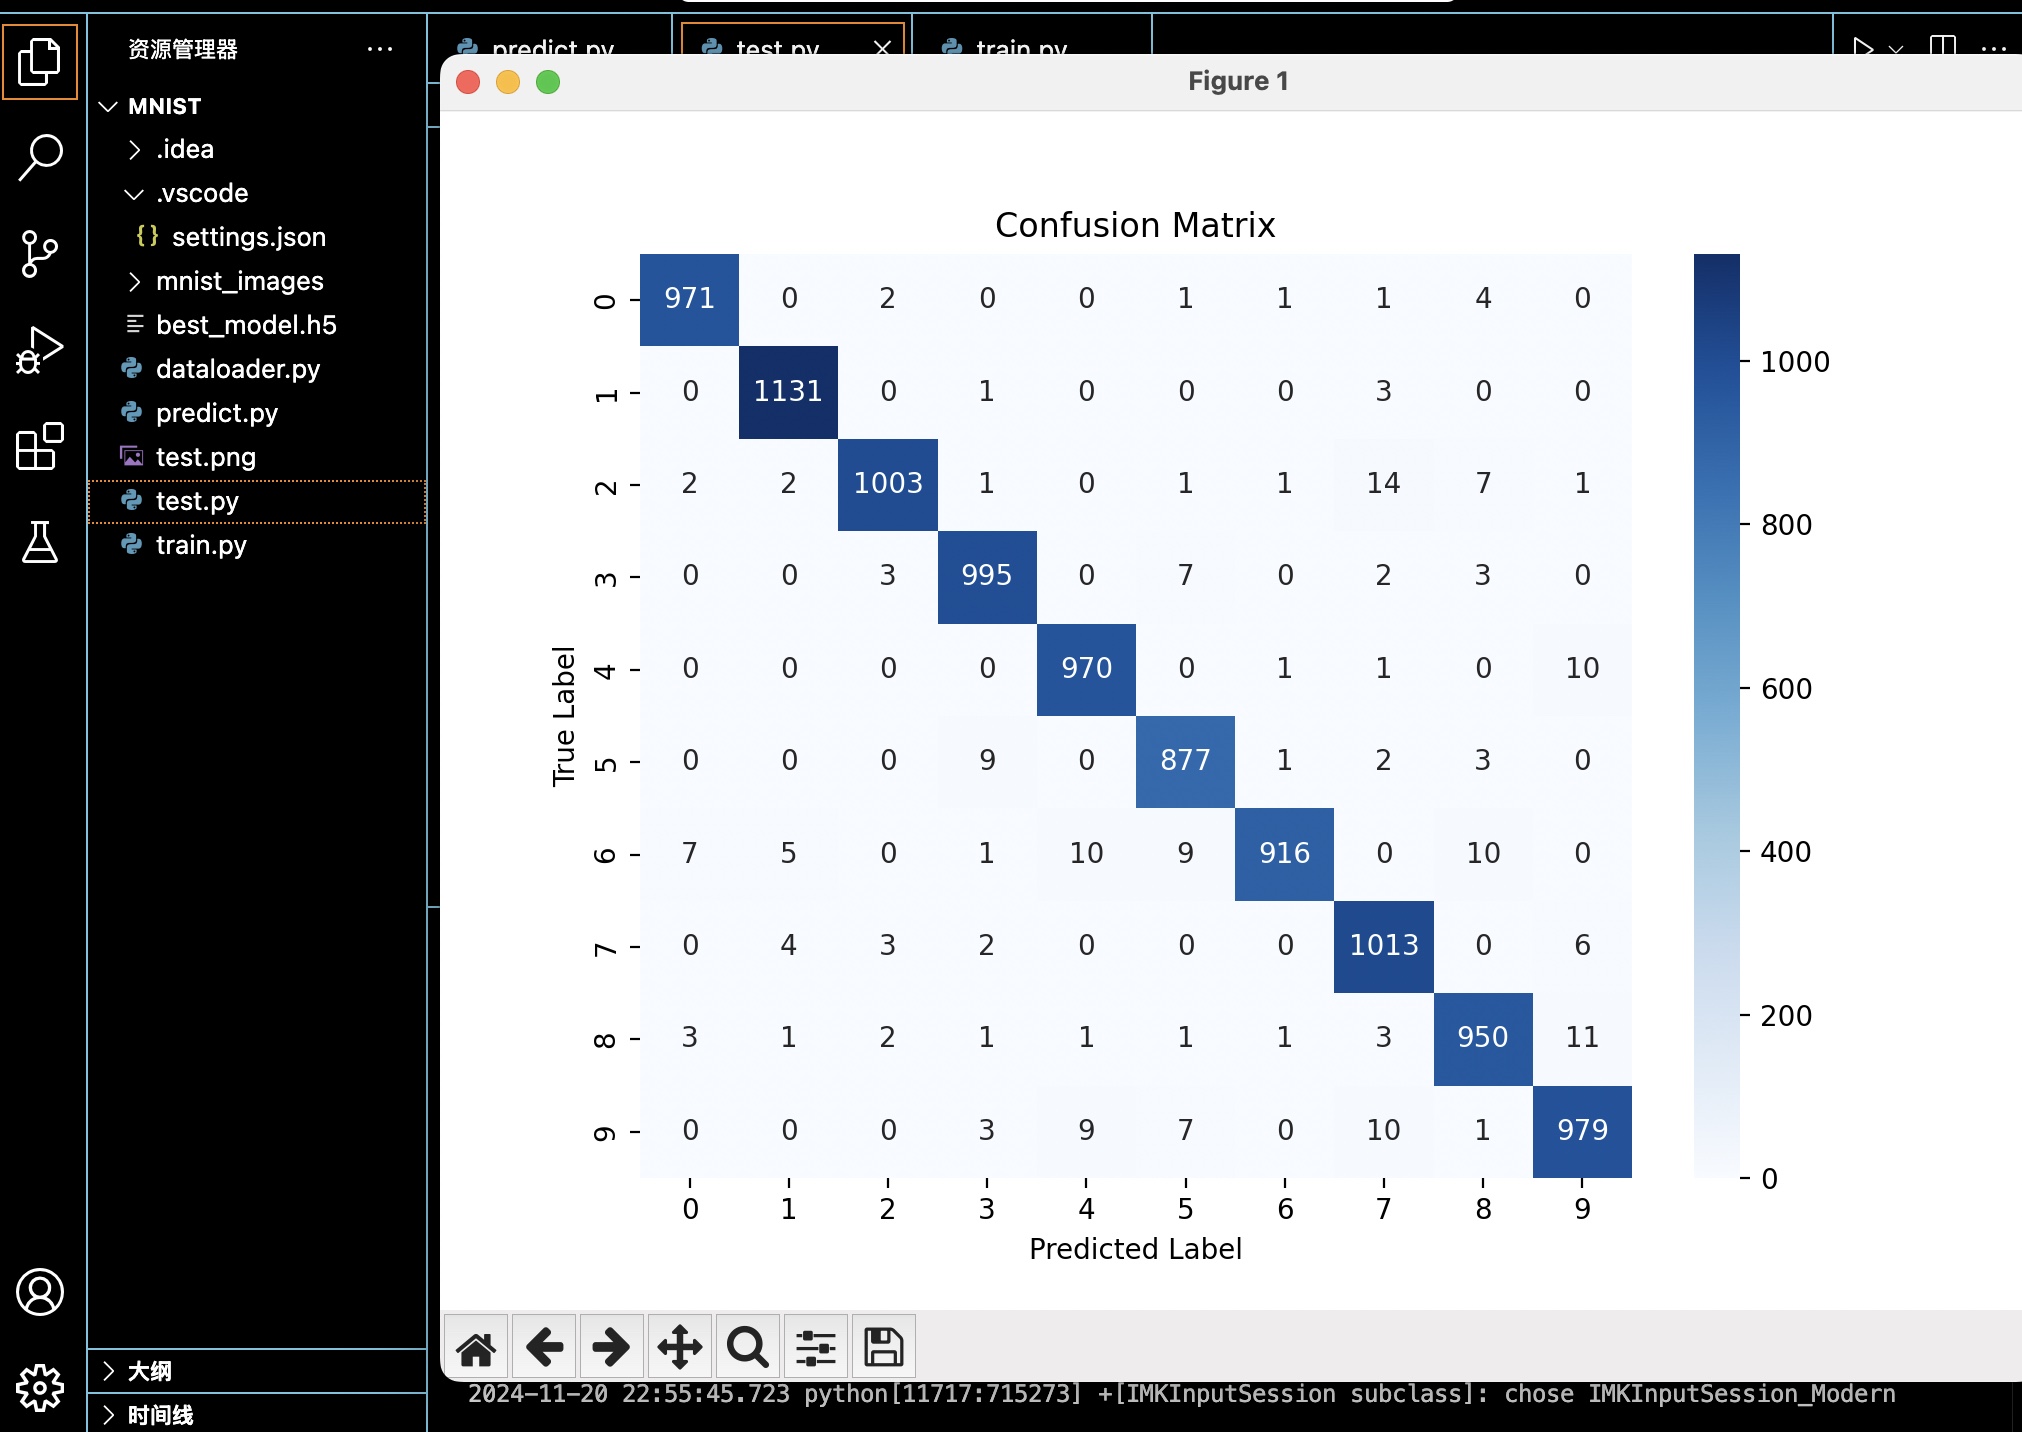 资源管理器
MNIST
.idea
.vscode
{} settings.json
mnist_images
best_model.h5
dataloader.py
predict.py
test.png
test.py
train.py
大纲
时间线
predict.py
test.py
train.py
Figure 1
Confusion Matrix
True Label
0 971 0 2 0 0 1 1 1 4 0
1 0 1131 0 1 0 0 0 3 0 0
2 2 2 1003 1 0 1 1 14 7 1
3 0 0 3 995 0 7 0 2 3 0
4 0 0 0 0 970 0 1 1 0 10
5 0 0 0 9 0 877 1 2 3 0
6 7 5 0 1 10 9 916 0 10 0
7 0 4 3 2 0 0 0 1013 0 6
8 3 1 2 1 1 1 1 3 950 11
9 0 0 0 3 9 7 0 10 1 979
0 1 2 3 4 5 6 7 8 9
Predicted Label
1000
800
600
400
200
0
2024-11-20 22:55:45.723 python[11717:715273] +[IMKInputSession subclass]: chose IMKInputSession_Modern